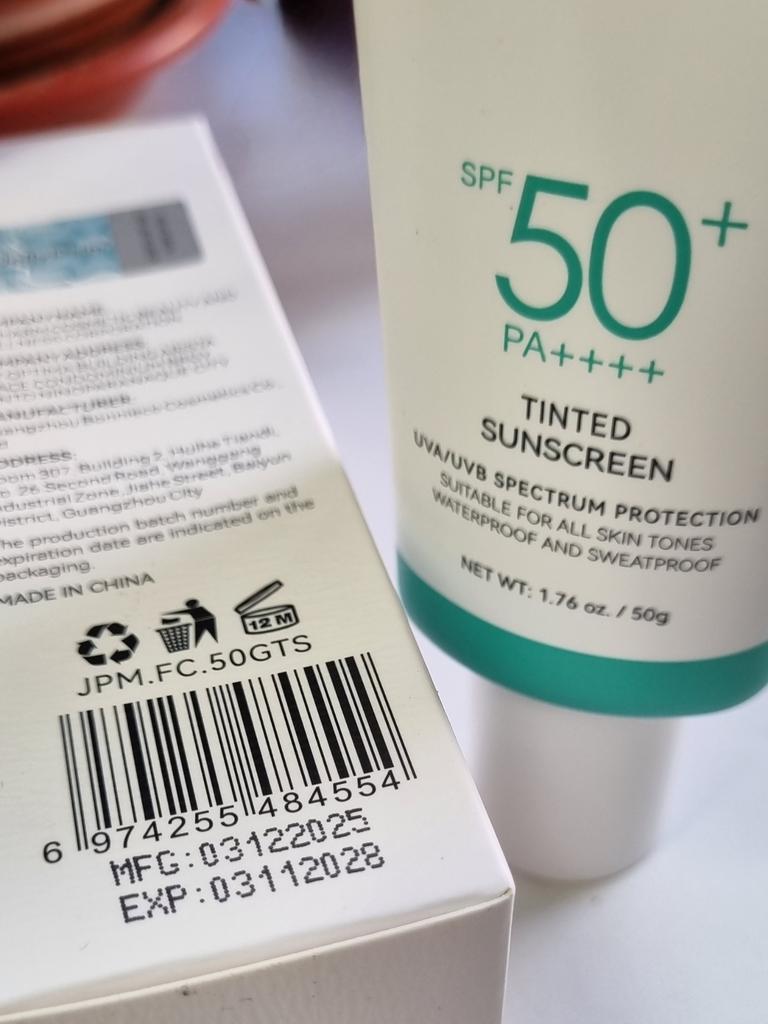 MANUFACTURER
ADDRESS:
Room 307, Building 2, Huihe Tiandi,
26 Second Road, Wanggang
Industrial Zone, Jiahe Street, Baiyun
District, Guangzhou City
The production batch number and
expiration date are indicated on the
packaging.
MADE IN CHINA
12 M
JPM.FC.50GTS
6 974255 484554
MFG:03122025
EXP:03112028
SPF 50+
PA++++
TINTED
SUNSCREEN
UVA/UVB SPECTRUM PROTECTION
SUITABLE FOR ALL SKIN TONES
WATERPROOF AND SWEATPROOF
NET WT: 1.76 oz. / 50g